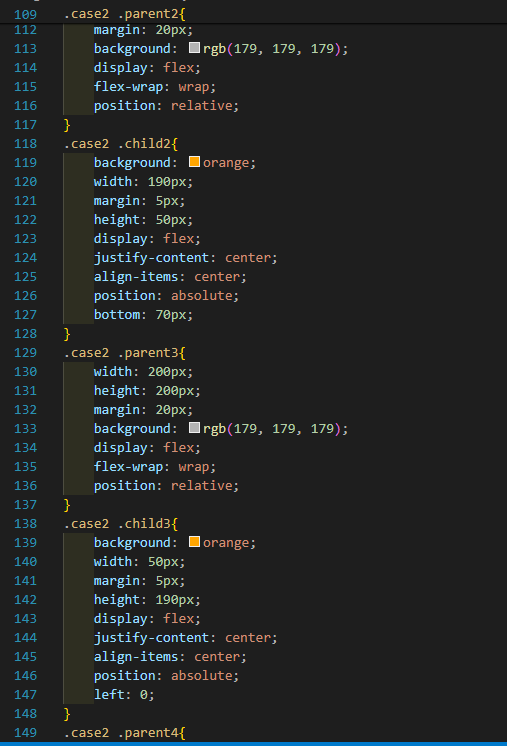 109 .case2 .parent2{
112 margin: 20px;
113 background: rgb(179, 179, 179);
114 display: flex;
115 flex-wrap: wrap;
116 position: relative;
117 }
118 .case2 .child2{
119 background: orange;
120 width: 190px;
121 margin: 5px;
122 height: 50px;
123 display: flex;
124 justify-content: center;
125 align-items: center;
126 position: absolute;
127 bottom: 70px;
128 }
129 .case2 .parent3{
130 width: 200px;
131 height: 200px;
132 margin: 20px;
133 background: rgb(179, 179, 179);
134 display: flex;
135 flex-wrap: wrap;
136 position: relative;
137 }
138 .case2 .child3{
139 background: orange;
140 width: 50px;
141 margin: 5px;
142 height: 190px;
143 display: flex;
144 justify-content: center;
145 align-items: center;
146 position: absolute;
147 left: 0;
148 }
149 .case2 .parent4{